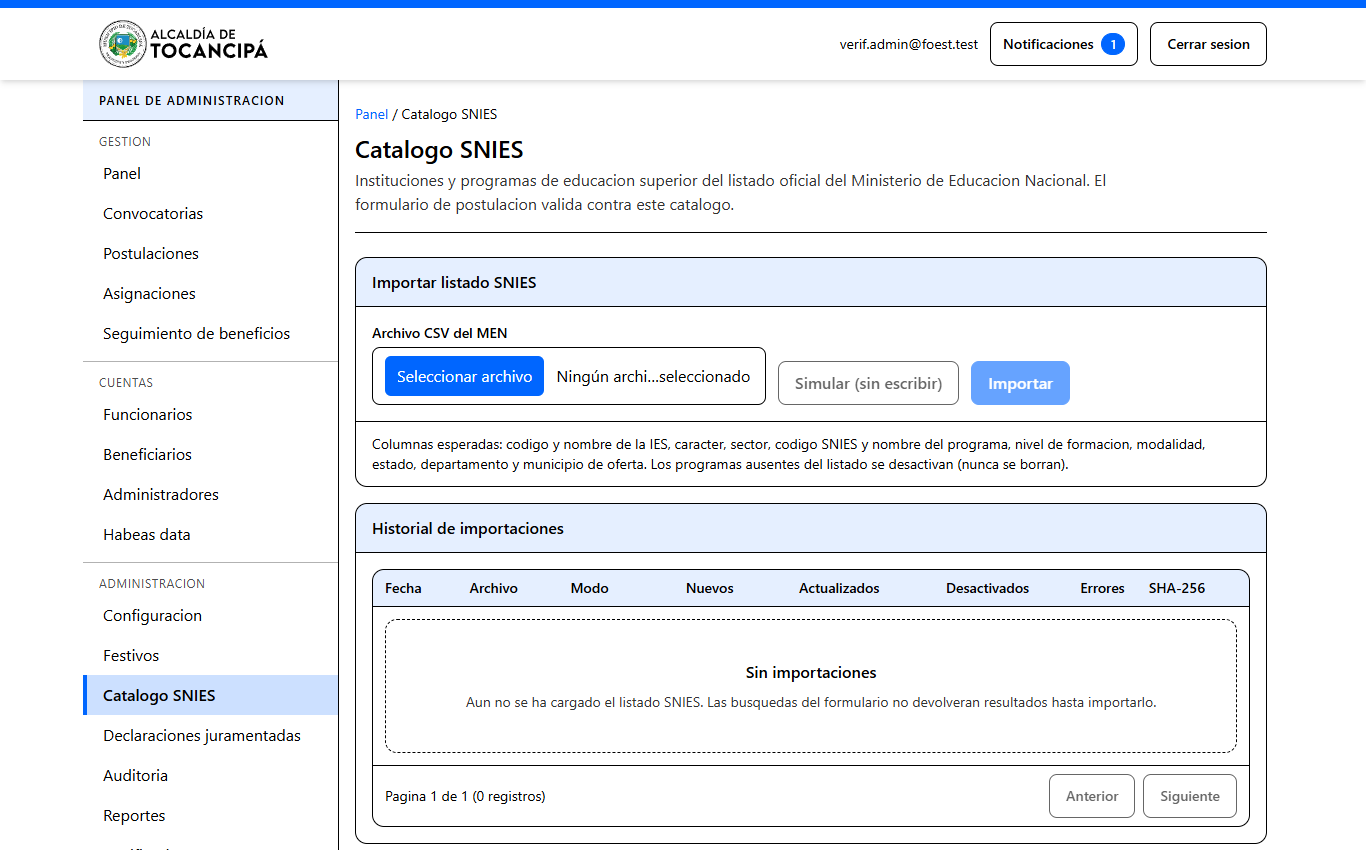 ALCALDÍA DE
TOCANCIPÁ
verif.admin@foest.test
Notificaciones 1
Cerrar sesion
PANEL DE ADMINISTRACION
GESTION
Panel
Convocatorias
Postulaciones
Asignaciones
Seguimiento de beneficios
CUENTAS
Funcionarios
Beneficiarios
Administradores
Habeas data
ADMINISTRACION
Configuracion
Festivos
Catalogo SNIES
Declaraciones juramentadas
Auditoria
Reportes
Panel / Catalogo SNIES
Catalogo SNIES
Instituciones y programas de educacion superior del listado oficial del Ministerio de Educacion Nacional. El
formulario de postulacion valida contra este catalogo.
Importar listado SNIES
Archivo CSV del MEN
Seleccionar archivo Ningún archi...seleccionado
Simular (sin escribir)
Importar
Columnas esperadas: codigo y nombre de la IES, caracter, sector, codigo SNIES y nombre del programa, nivel de formacion, modalidad,
estado, departamento y municipio de oferta. Los programas ausentes del listado se desactivan (nunca se borran).
Historial de importaciones
Fecha Archivo Modo Nuevos Actualizados Desactivados Errores SHA-256
Sin importaciones
Aun no se ha cargado el listado SNIES. Las busquedas del formulario no devolveran resultados hasta importarlo.
Pagina 1 de 1 (0 registros)
Anterior
Siguiente